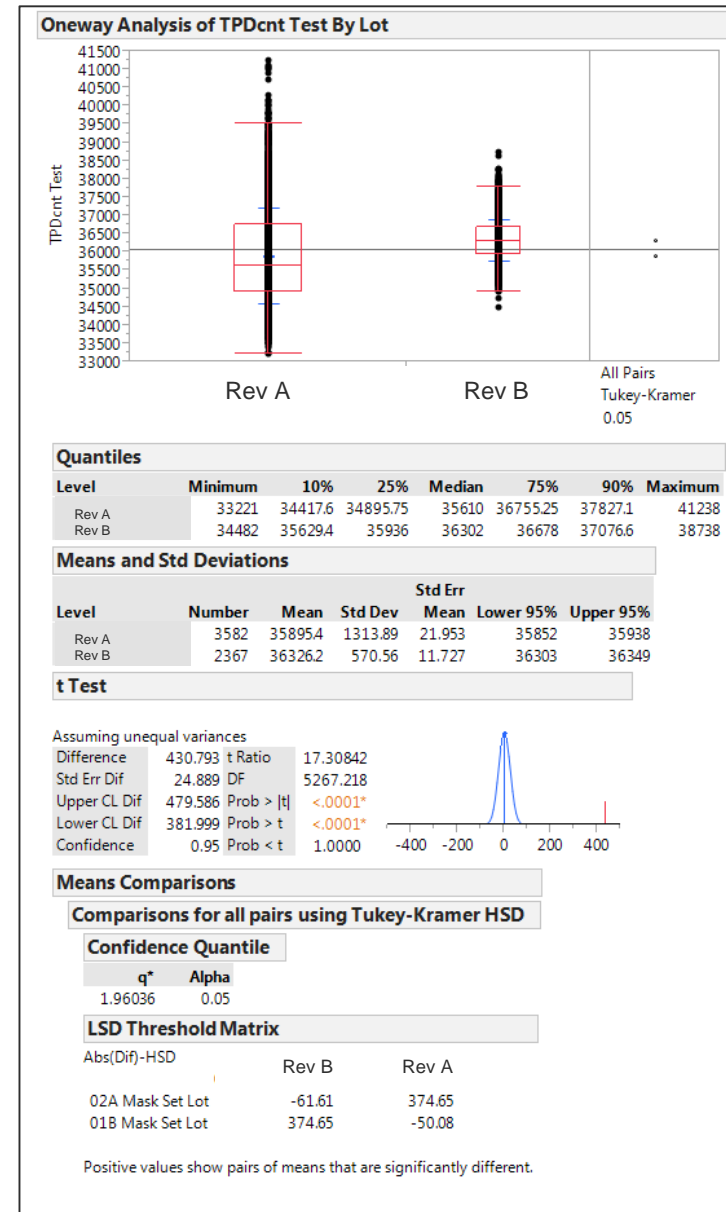 Oneway Analysis of TPDcnt Test By Lot
41500
41000
40500
40000
39500
39000
38500
38000
37500
37000
36500
36000
35500
35000
34500
34000
33500
33000
TPDcnt Test
Rev A Rev B
All Pairs
Tukey-Kramer
0.05
Quantiles
Level Minimum 10% 25% Median 75% 90% Maximum
Rev A 33221 34417.6 34895.75 35610 36755.25 37827.1 41238
Rev B 34482 35629.4 35936 36302 36678 37076.6 38738
Means and Std Deviations
Std Err
Level Number Mean Std Dev Mean Lower 95% Upper 95%
Rev A 3582 35895.4 1313.89 21.953 35852 35938
Rev B 2367 36326.2 570.56 11.727 36303 36349
t Test
Assuming unequal variances
Difference 430.793 t Ratio 17.30842
Std Err Dif 24.889 DF 5267.218
Upper CL Dif 479.586 Prob > |t| <.0001*
Lower CL Dif 381.999 Prob > t <.0001*
Confidence 0.95 Prob < t 1.0000
-400 -200 0 200 400
Means Comparisons
Comparisons for all pairs using Tukey-Kramer HSD
Confidence Quantile
q* Alpha
1.96036 0.05
LSD Threshold Matrix
Abs(Dif)-HSD
Rev B Rev A
02A Mask Set Lot -61.61 374.65
01B Mask Set Lot 374.65 -50.08
Positive values show pairs of means that are significantly different.